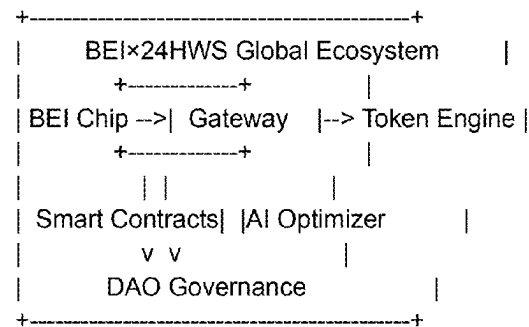 +-------------------------------------------+
|       BEI×24HWS Global Ecosystem       |
|          +-------------+              |
| BEI Chip -->|  Gateway   |--> Token Engine |
|          +-------------+              |
|              | |                   |
|  Smart Contracts|  |AI Optimizer         |
|              v  v                   |
|          DAO Governance              |
+-------------------------------------------+